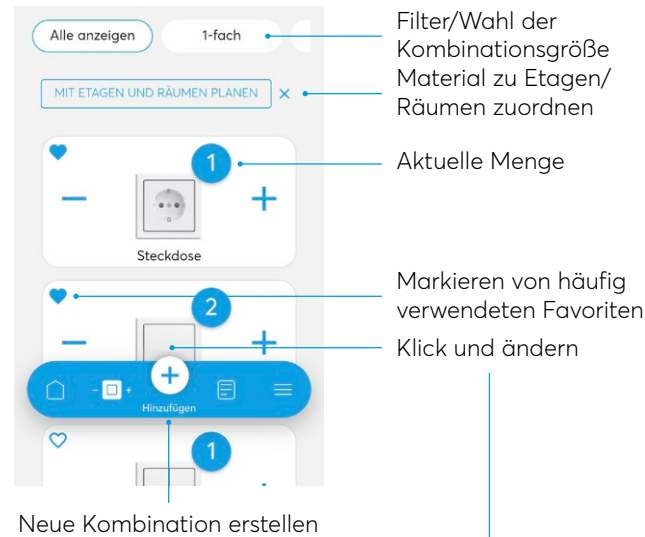 Alle anzeigen
1-fach
Filter/Wahl der
Kombinationsgröße
MIT ETAGEN UND RÄUMEN PLANEN ×
Material zu Etagen/
Räumen zuordnen
1
Aktuelle Menge
− +
Steckdose
Markieren von häufig
verwendeten Favoriten
2
− +
Klick und ändern
- +
+
Hinzufügen
1
Neue Kombination erstellen